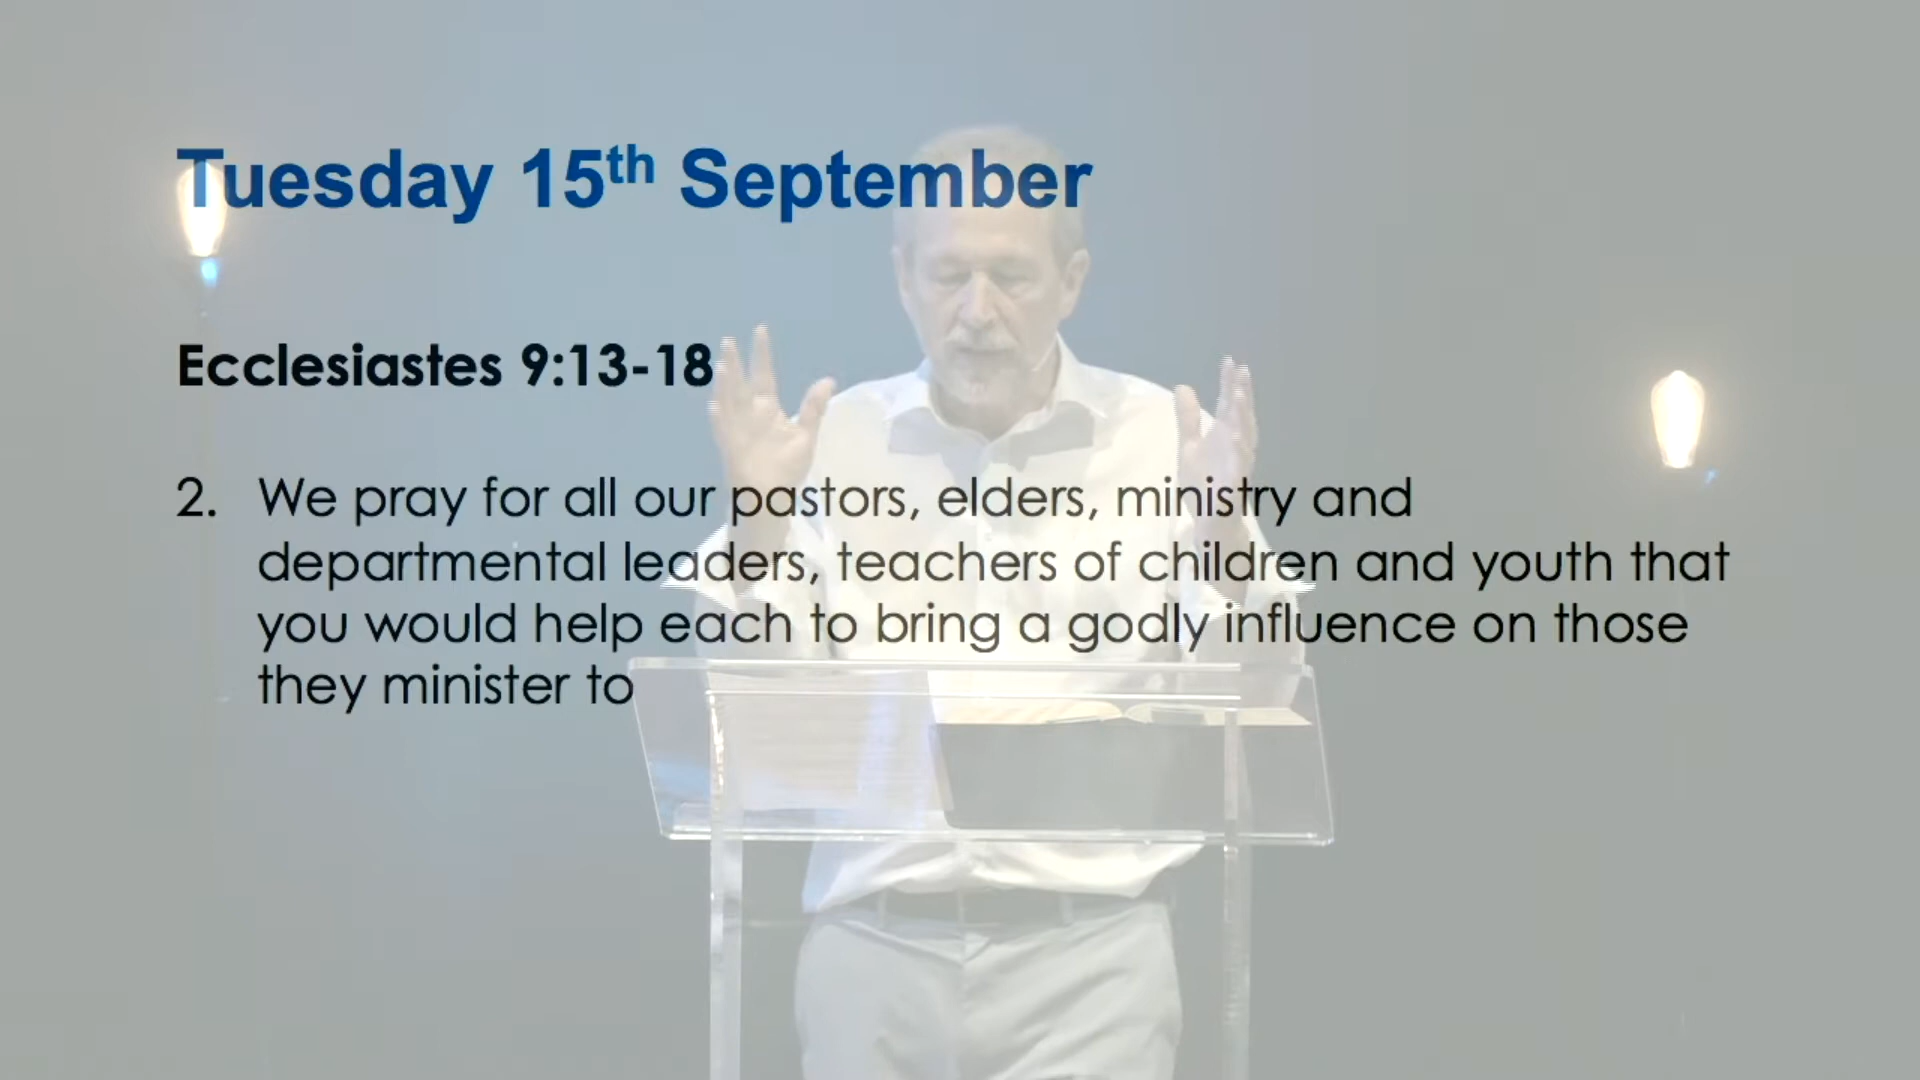 Tuesday 15th September
Ecclesiastes 9:13-18
2. We pray for all our pastors, elders, ministry and
departmental leaders, teachers of children and youth that
you would help each to bring a godly influence on those
they minister to